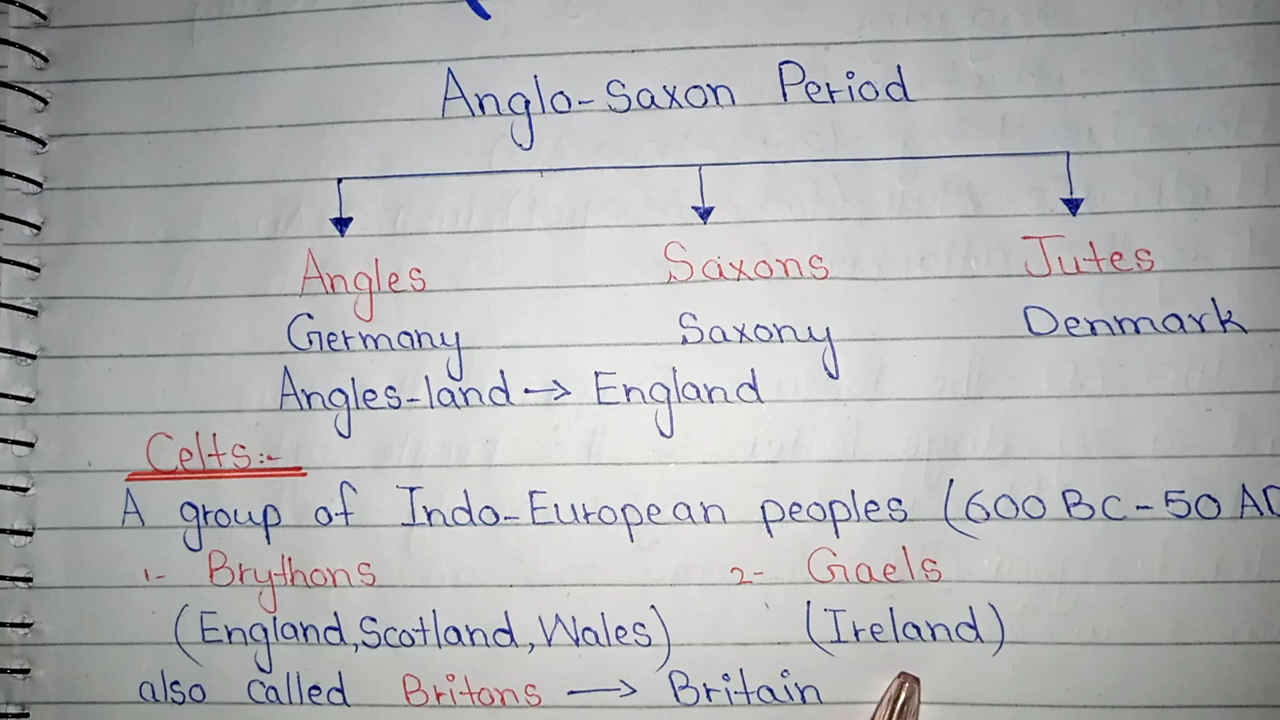 Anglo-Saxon Period
Angles Saxons Jutes
Germany Saxony Denmark
Angles-land → England
Celts:-
A group of Indo-European peoples (600 BC-50 AD
1- Brythons 2- Gaels
(England, Scotland, Wales) (Ireland)
also called Britons → Britain